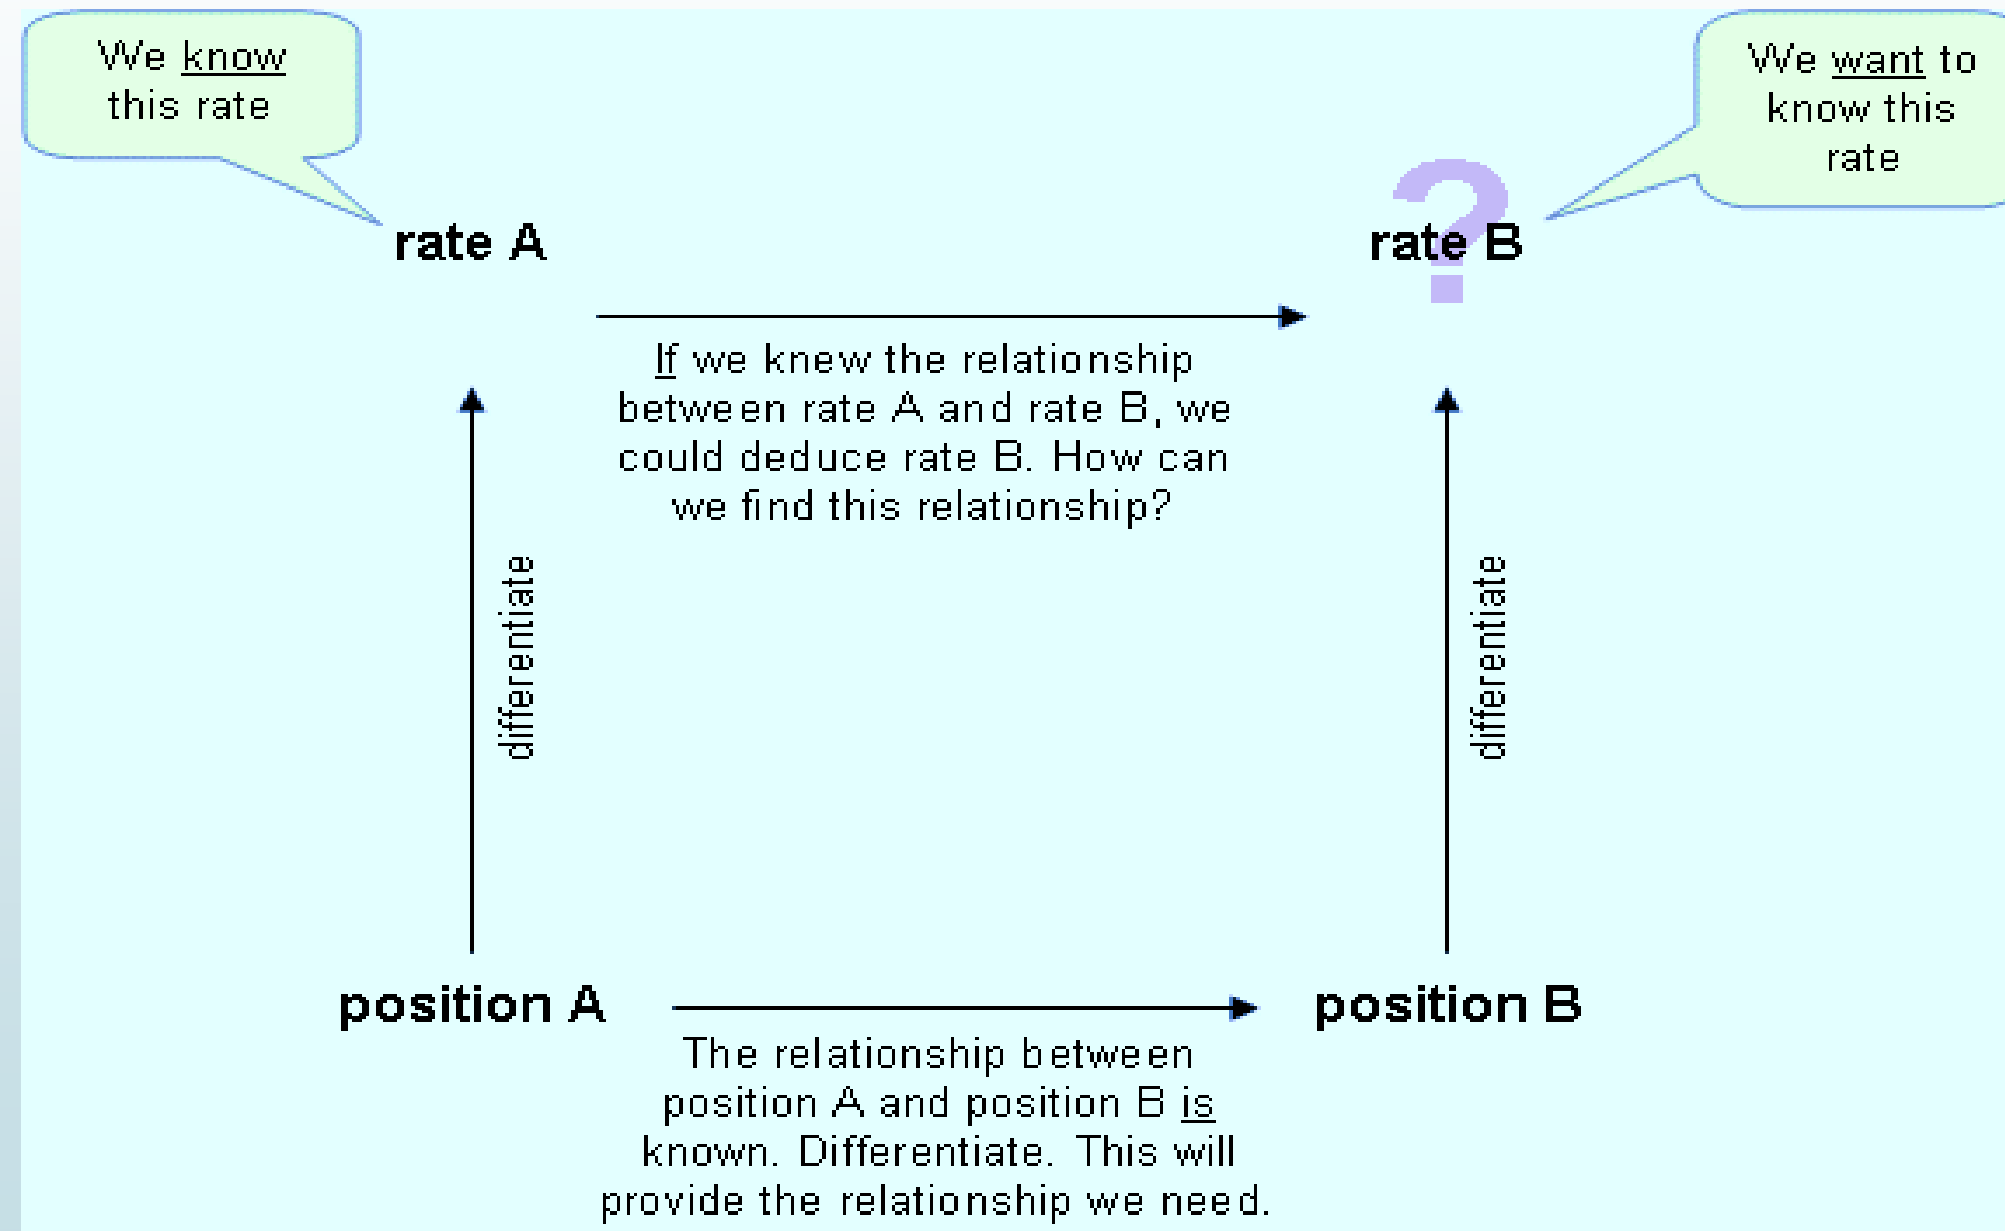 We know
this rate
We want to
know this
rate
?
rate A
rate B
If we knew the relationship
between rate A and rate B, we
could deduce rate B. How can
we find this relationship?
differentiate
differentiate
position A
position B
The relationship between
position A and position B is
known. Differentiate. This will
provide the relationship we need.